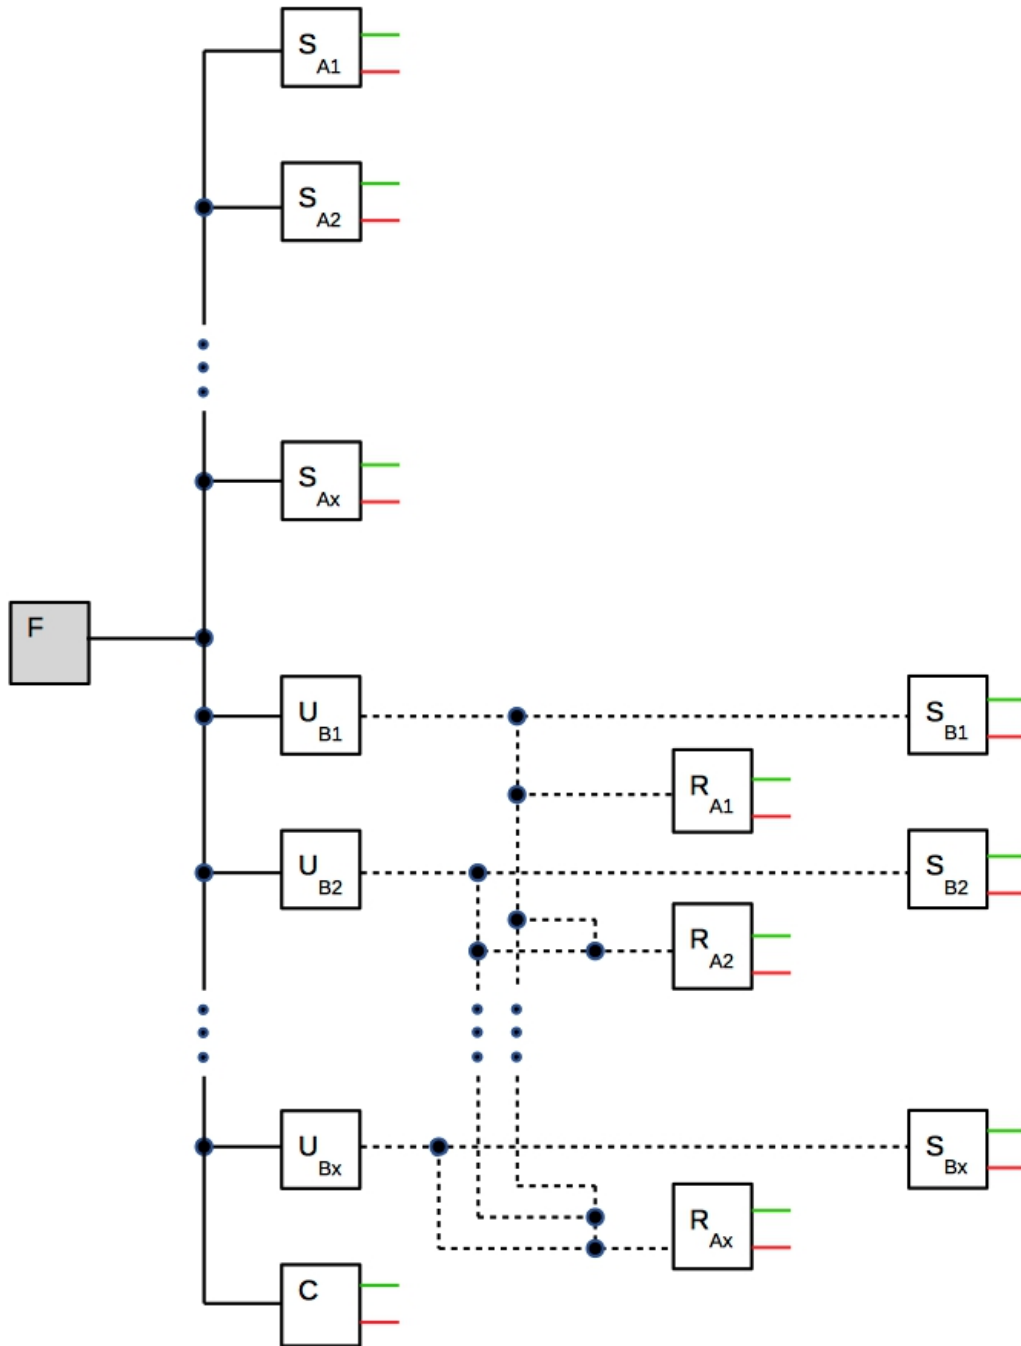 S A1
S A2
S Ax
F
U B1
S B1
R A1
U B2
S B2
R A2
U Bx
S Bx
R Ax
C